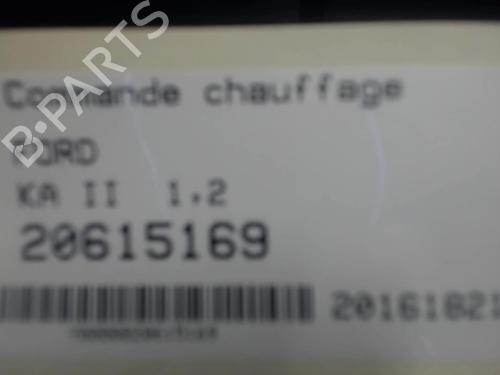 B-PARTS
Commande chauffage
FORD
KA II 1,2
20615169
2016182